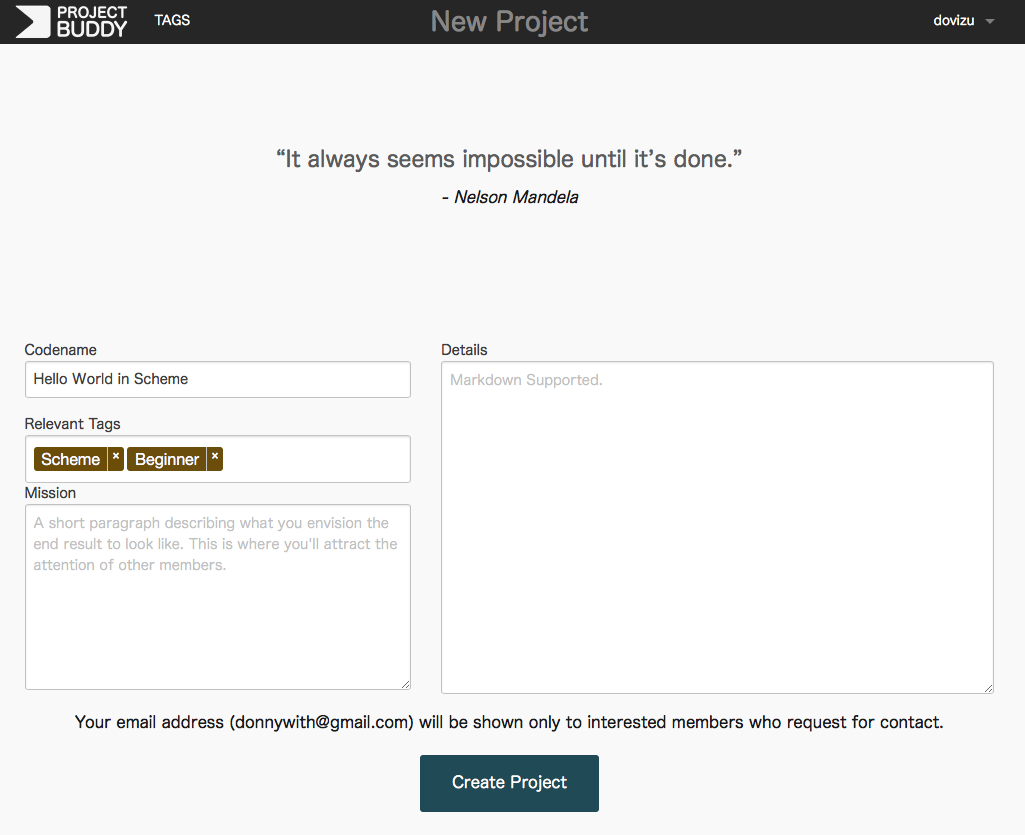 PROJECT
BUDDY
TAGS
New Project
dovizu
“It always seems impossible until it’s done.”
- Nelson Mandela
Codename
Hello World in Scheme
Relevant Tags
Scheme × Beginner ×
Mission
A short paragraph describing what you envision the
end result to look like. This is where you'll attract the
attention of other members.
Details
Markdown Supported.
Your email address (donnywith@gmail.com) will be shown only to interested members who request for contact.
Create Project